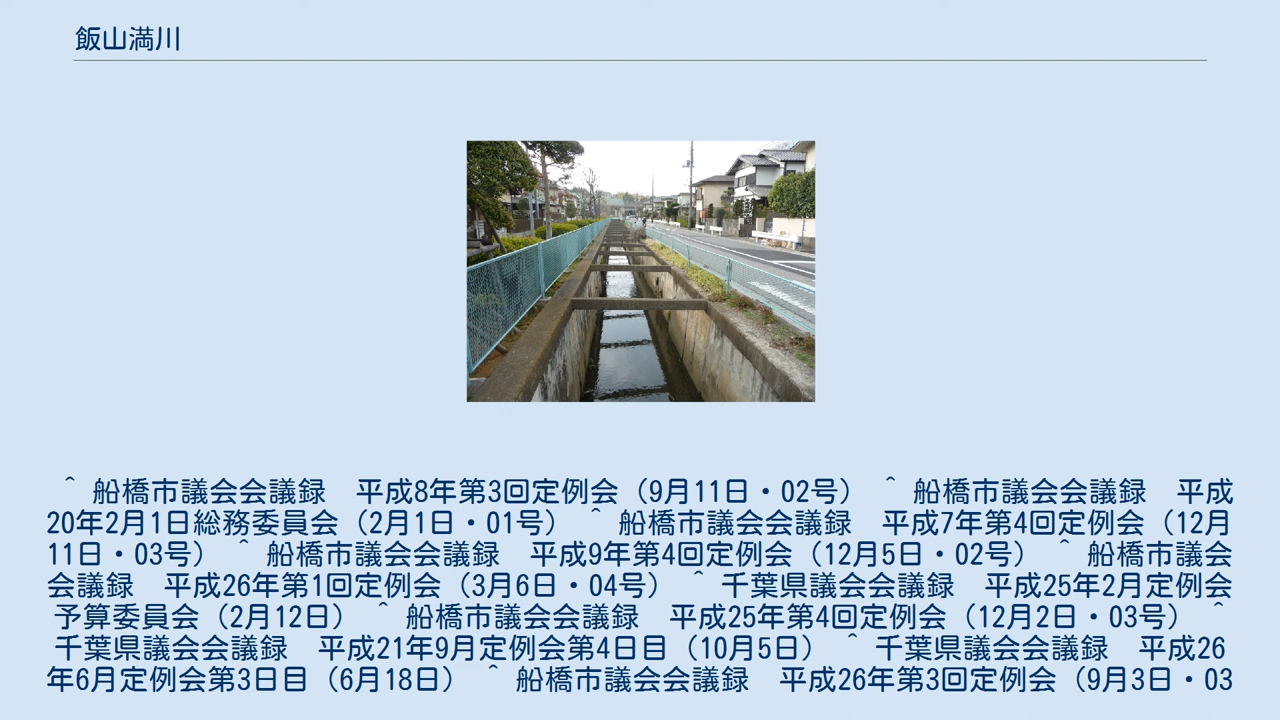 飯山満川
^ 船橋市議会会議録　平成8年第3回定例会（9月11日・02号） ^ 船橋市議会会議録　平成
20年2月1日総務委員会（2月1日・01号） ^ 船橋市議会会議録　平成7年第4回定例会（12月
11日・03号） ^ 船橋市議会会議録　平成9年第4回定例会（12月5日・02号） ^ 船橋市議会
会議録　平成26年第1回定例会（3月6日・04号） ^ 千葉県議会会議録　平成25年2月定例会
予算委員会（2月12日） ^ 船橋市議会会議録　平成25年第4回定例会（12月2日・03号） ^
千葉県議会会議録　平成21年9月定例会第4日目（10月5日） ^ 千葉県議会会議録　平成26
年6月定例会第3日目（6月18日） ^ 船橋市議会会議録　平成26年第3回定例会（9月3日・03